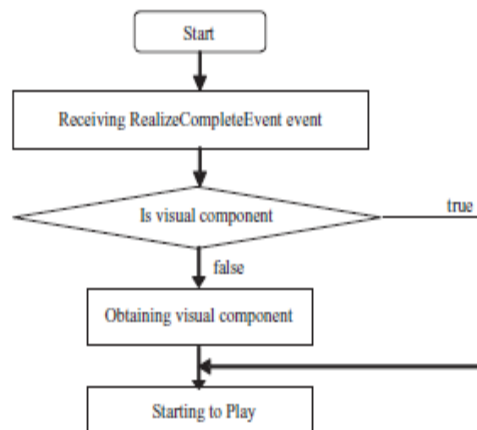 Start
Receiving RealizeCompleteEvent event
Is visual component
true
false
Obtaining visual component
Starting to Play